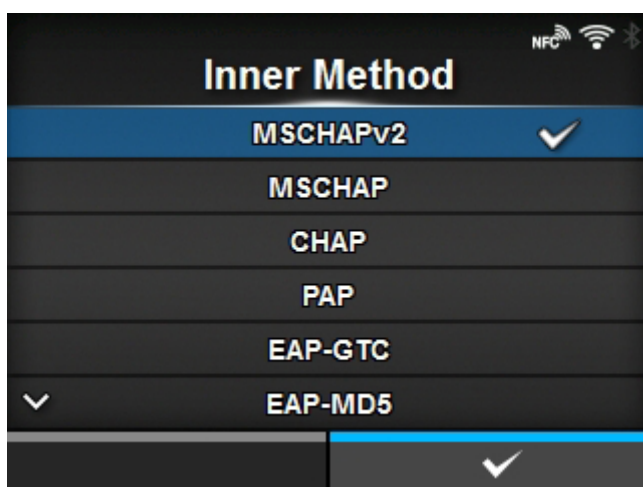 NFC
Inner Method
MSCHAPv2
MSCHAP
CHAP
PAP
EAP-GTC
EAP-MD5